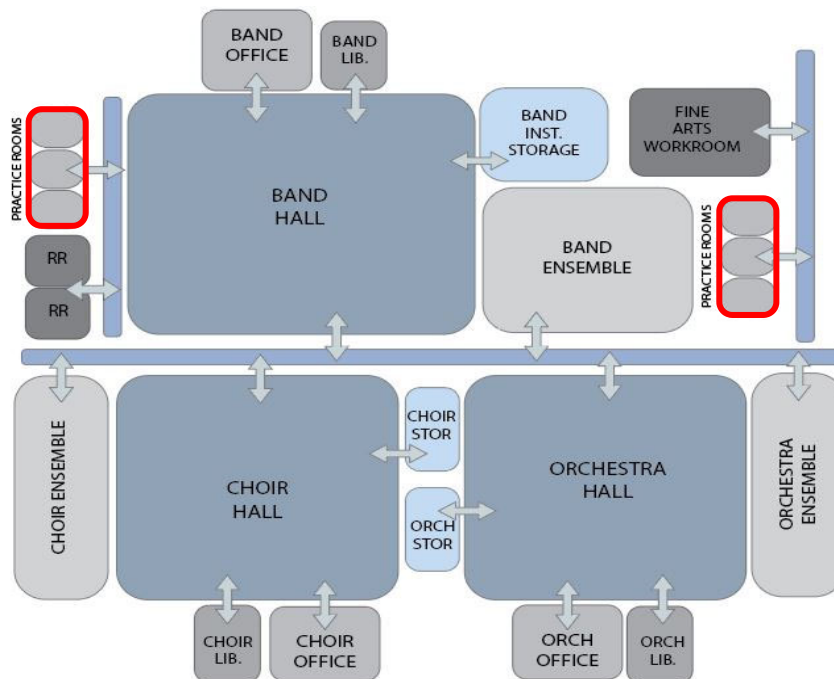 BAND
OFFICE
BAND
LIB.
PRACTICE ROOMS
BAND
HALL
BAND
INST.
STORAGE
FINE
ARTS
WORKROOM
RR
RR
BAND
ENSEMBLE
PRACTICE ROOMS
CHOIR ENSEMBLE
CHOIR
HALL
CHOIR
STOR
ORCH
STOR
ORCHESTRA
HALL
ORCHESTRA
ENSEMBLE
CHOIR
LIB.
CHOIR
OFFICE
ORCH
OFFICE
ORCH
LIB.